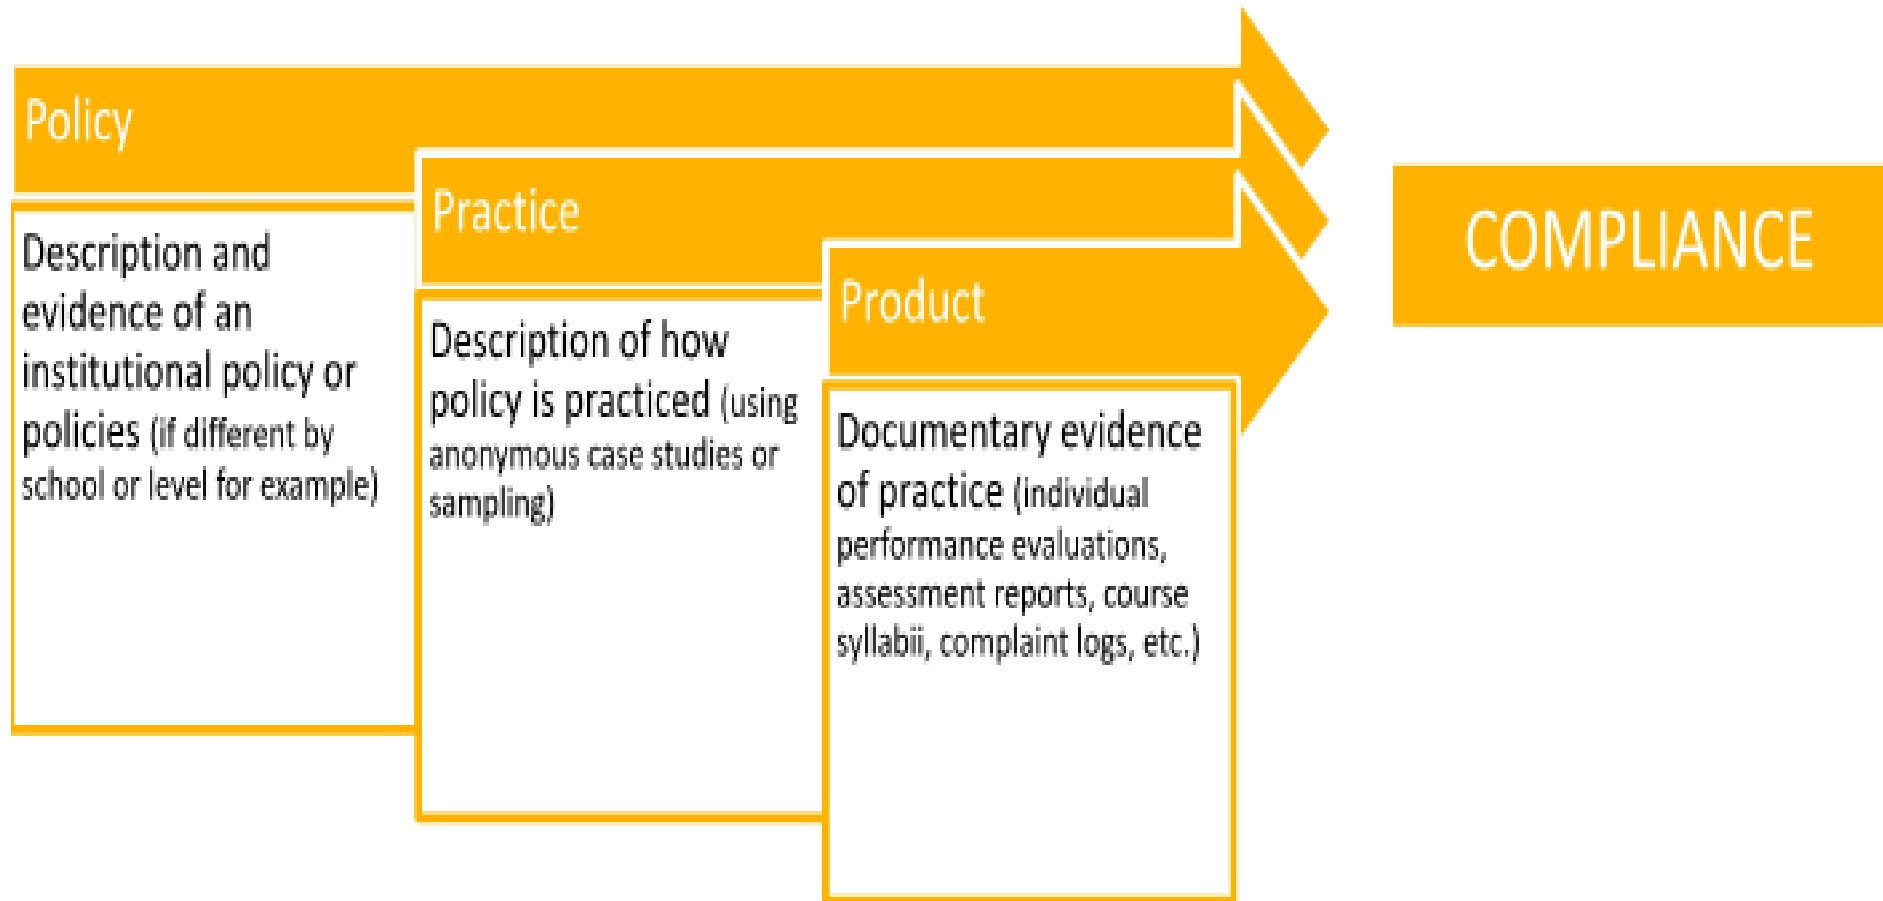 Policy
Description and
evidence of an
institutional policy or
policies (if different by
school or level for example)
Practice
Description of how
policy is practiced (using
anonymous case studies or
sampling)
Product
Documentary evidence
of practice (individual
performance evaluations,
assessment reports, course
syllabii, complaint logs, etc.)
COMPLIANCE